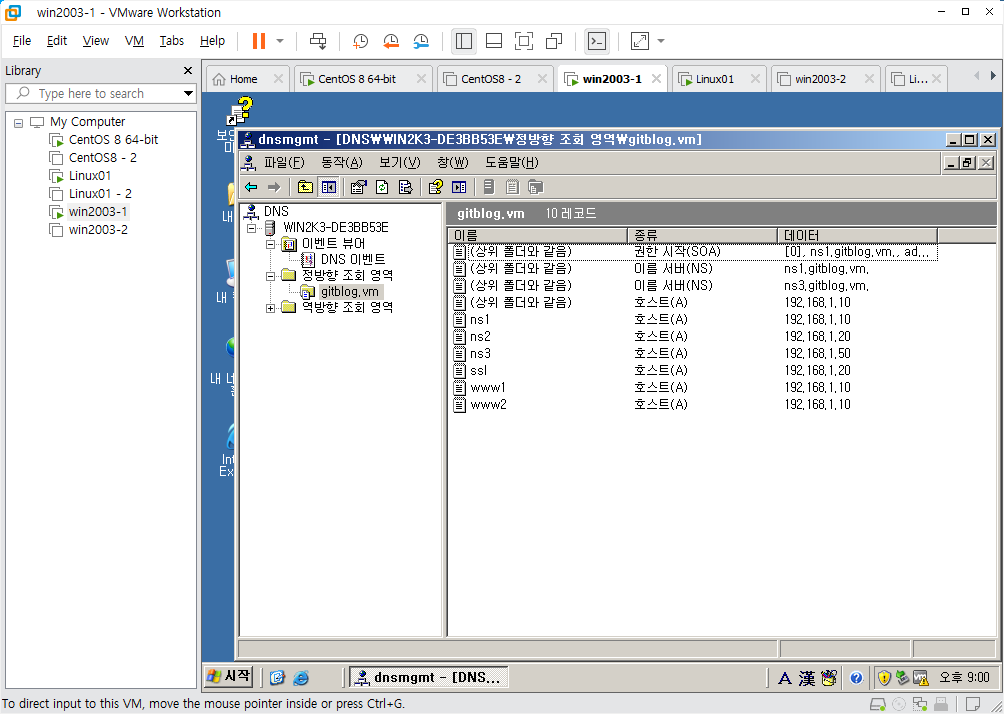 win2003-1 - VMware Workstation
File Edit View VM Tabs Help
Library
Type here to search
My Computer
CentOS 8 64-bit
CentOS8 - 2
Linux01
Linux01 - 2
win2003-1
win2003-2
Home CentOS 8 64-bit CentOS8 - 2 win2003-1 Linux01 win2003-2 Li...
보안
내
내
내 너
Int
Ex
dnsmgmt - [DNS₩₩WIN2K3-DE3BB53E₩정방향 조회 영역₩gitblog.vm]
파일(F) 동작(A) 보기(V) 창(W) 도움말(H)
DNS
WIN2K3-DE3BB53E
이벤트 뷰어
DNS 이벤트
정방향 조회 영역
gitblog.vm
역방향 조회 영역
gitblog.vm 10 레코드
이름 종류 데이터
(상위 폴더와 같음) 권한 시작(SOA) [0], ns1.gitblog.vm., ad...
(상위 폴더와 같음) 이름 서버(NS) ns1.gitblog.vm.
(상위 폴더와 같음) 이름 서버(NS) ns3.gitblog.vm.
(상위 폴더와 같음) 호스트(A) 192.168.1.10
ns1 호스트(A) 192.168.1.10
ns2 호스트(A) 192.168.1.20
ns3 호스트(A) 192.168.1.50
ssl 호스트(A) 192.168.1.20
www1 호스트(A) 192.168.1.10
www2 호스트(A) 192.168.1.10
시작 dnsmgmt - [DNS... A 漢 오후 9:00
To direct input to this VM, move the mouse pointer inside or press Ctrl+G.